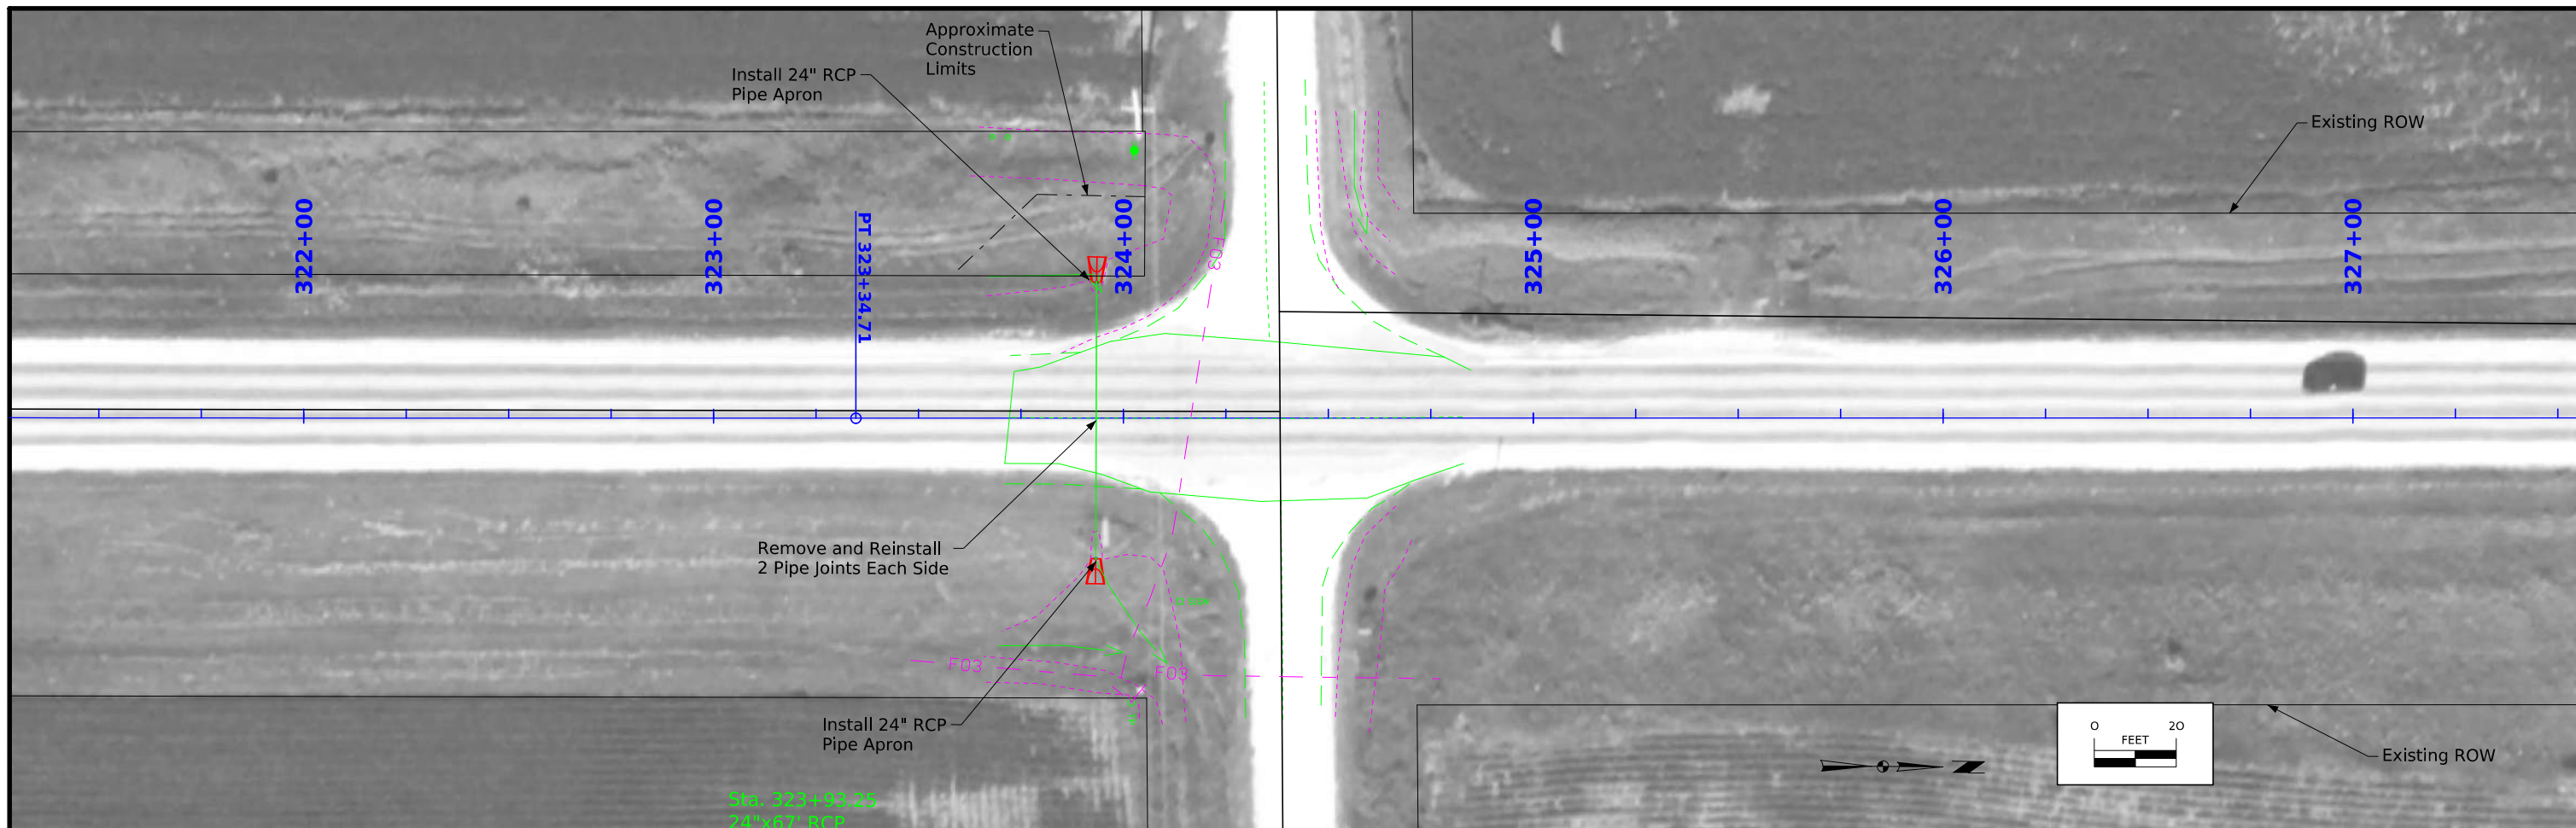 Approximate
Construction
Limits
Install 24" RCP
Pipe Apron
Existing ROW
322+00
323+00
PT 323+34.71
324+00
325+00
326+00
327+00
F03
Remove and Reinstall
2 Pipe Joints Each Side
F03
F03
Install 24" RCP
Pipe Apron
0 20
FEET
Existing ROW
Sta. 323+93.25
24"x67' RCP